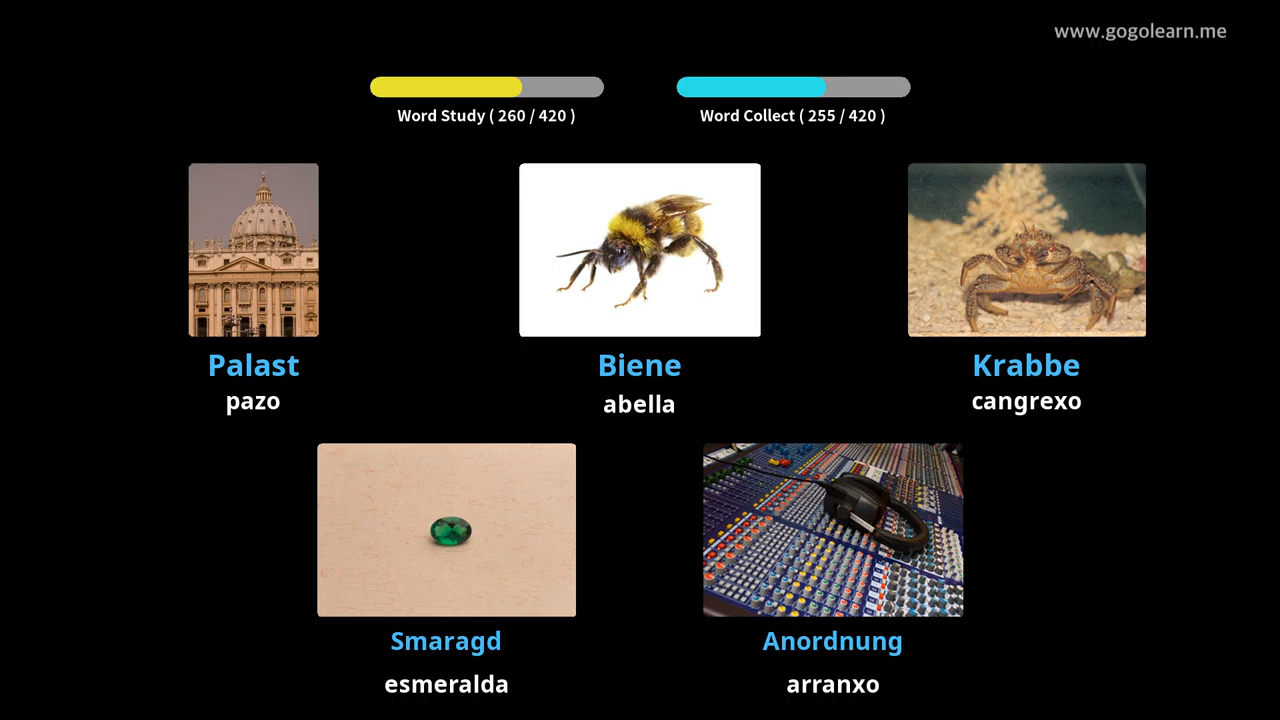 www.gogolearn.me
Word Study ( 260 / 420 )
Word Collect ( 255 / 420 )
Palast
pazo
Biene
abella
Krabbe
cangrexo
Smaragd
esmeralda
Anordnung
arranxo